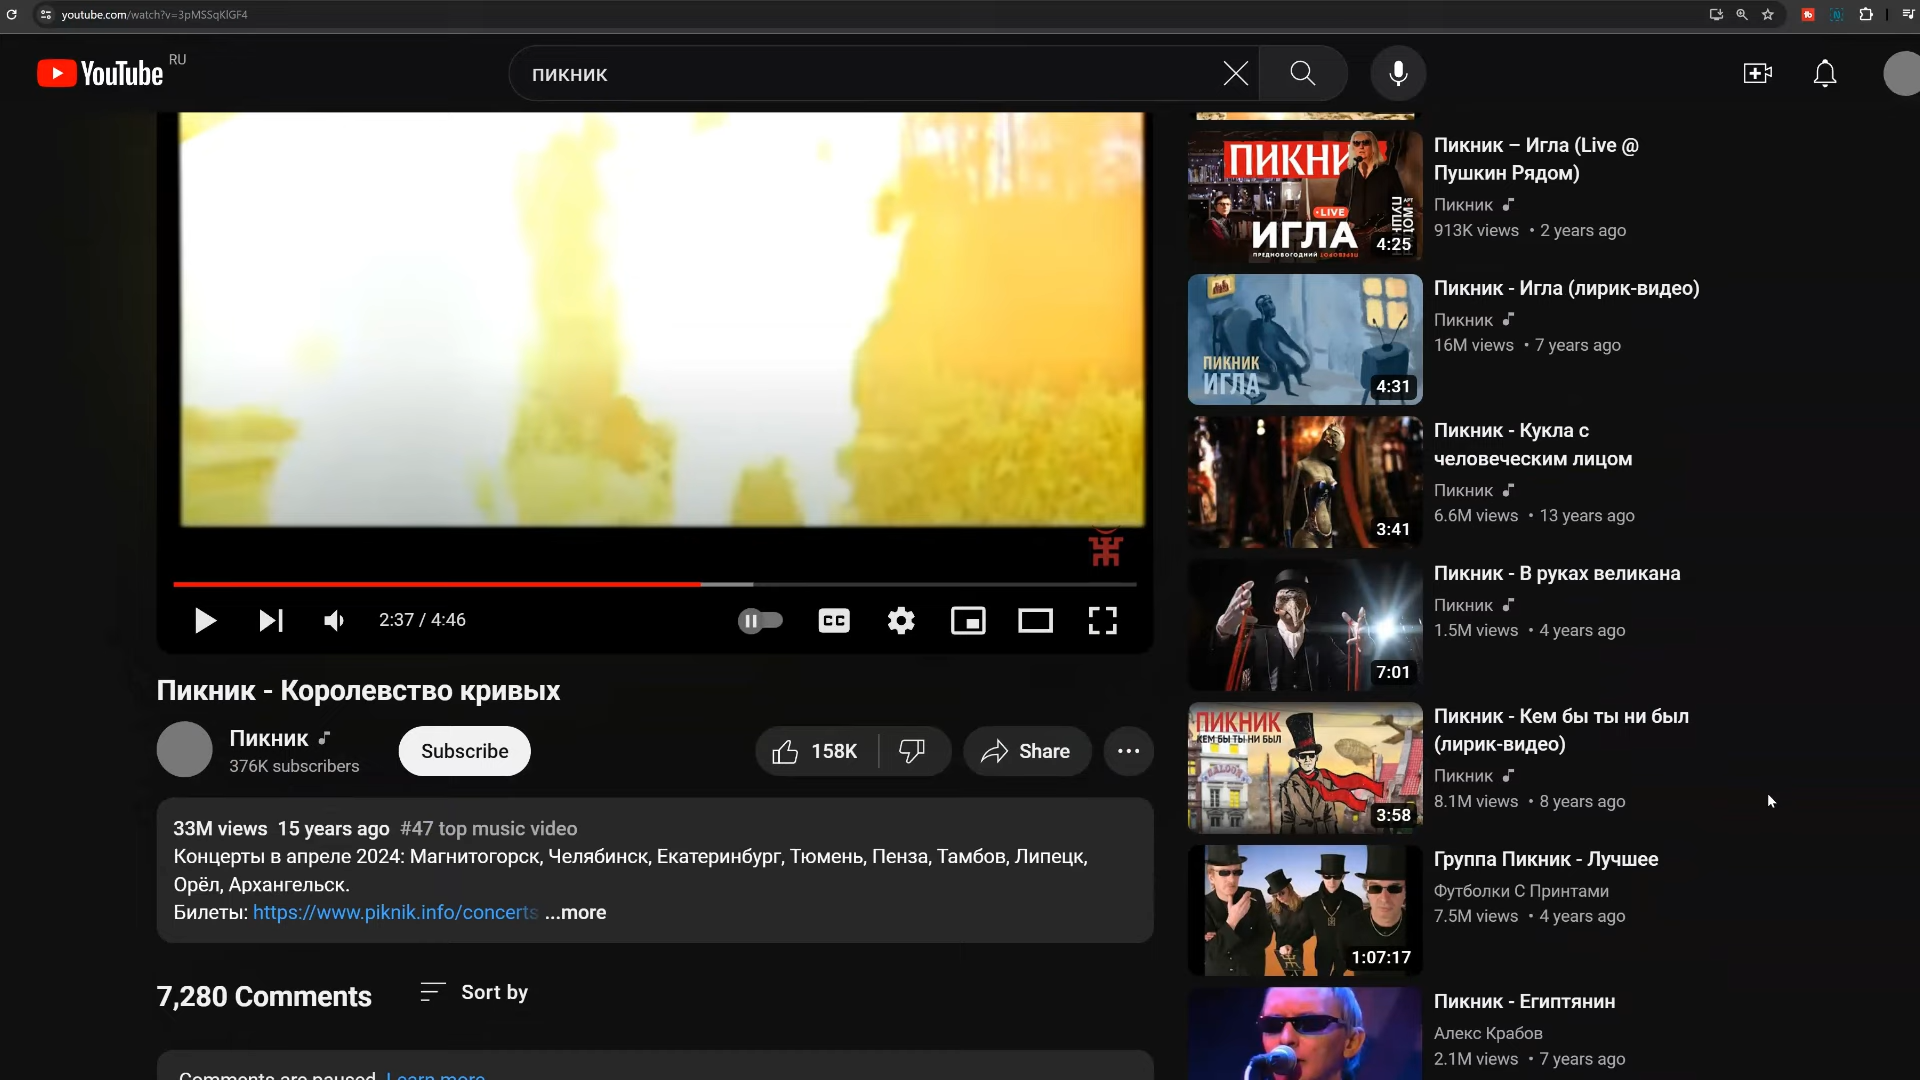 youtube.com/watch?v=3pMSSqKlGF4
YouTube RU
пикник
2:37 / 4:46
CC
Пикник - Королевство кривых
Пикник
376K subscribers
Subscribe
158K
Share
33M views 15 years ago #47 top music video
Концерты в апреле 2024: Магнитогорск, Челябинск, Екатеринбург, Тюмень, Пенза, Тамбов, Липецк,
Орёл, Архангельск.
Билеты: https://www.piknik.info/concerts ...more
7,280 Comments
Sort by
Comments are paused. Learn more
ПИКНИ
LIVE
ИГЛА
ПРЕДНОВОГОДНИЙ
4:25
Пикник – Игла (Live @
Пушкин Рядом)
Пикник
913K views • 2 years ago
ПИКНИК
ИГЛА
4:31
Пикник - Игла (лирик-видео)
Пикник
16M views • 7 years ago
3:41
Пикник - Кукла с
человеческим лицом
Пикник
6.6M views • 13 years ago
7:01
Пикник - В руках великана
Пикник
1.5M views • 4 years ago
ПИКНИК
КЕМ БЫ ТЫ НИ БЫЛ
SALOON
3:58
Пикник - Кем бы ты ни был
(лирик-видео)
Пикник
8.1M views • 8 years ago
1:07:17
Группа Пикник - Лучшее
Футболки С Принтами
7.5M views • 4 years ago
Пикник - Египтянин
Алекс Крабов
2.1M views • 7 years ago